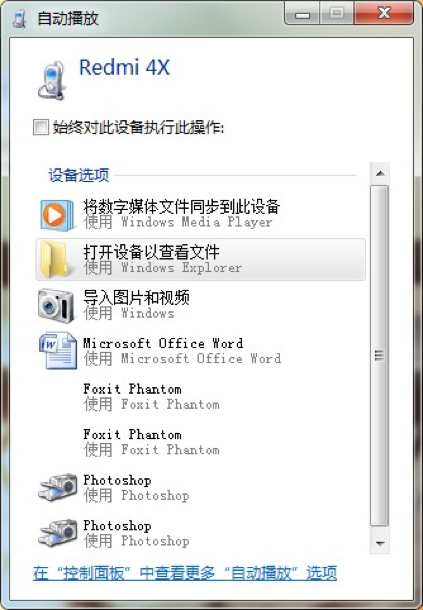 自动播放
Redmi 4X
始终对此设备执行此操作:
设备选项
将数字媒体文件同步到此设备
使用 Windows Media Player
打开设备以查看文件
使用 Windows Explorer
导入图片和视频
使用 Windows
Microsoft Office Word
使用 Microsoft Office Word
Foxit Phantom
使用 Foxit Phantom
Foxit Phantom
使用 Foxit Phantom
Photoshop
使用 Photoshop
Photoshop
使用 Photoshop
在“控制面板”中查看更多“自动播放”选项